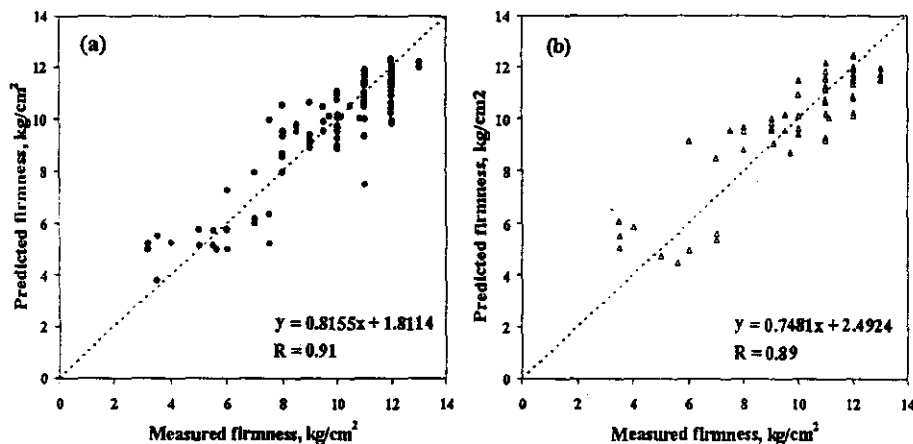 (a)
14
12
10
8
6
4
2
0
Predicted firmness, kg/cm²
y = 0.8155x + 1.8114
R = 0.91
0 2 4 6 8 10 12 14
Measured firmness, kg/cm²
(b)
14
12
10
8
6
4
2
0
Predicted firmness, kg/cm2
y = 0.7481x + 2.4924
R = 0.89
0 2 4 6 8 10 12 14
Measured firmness, kg/cm²